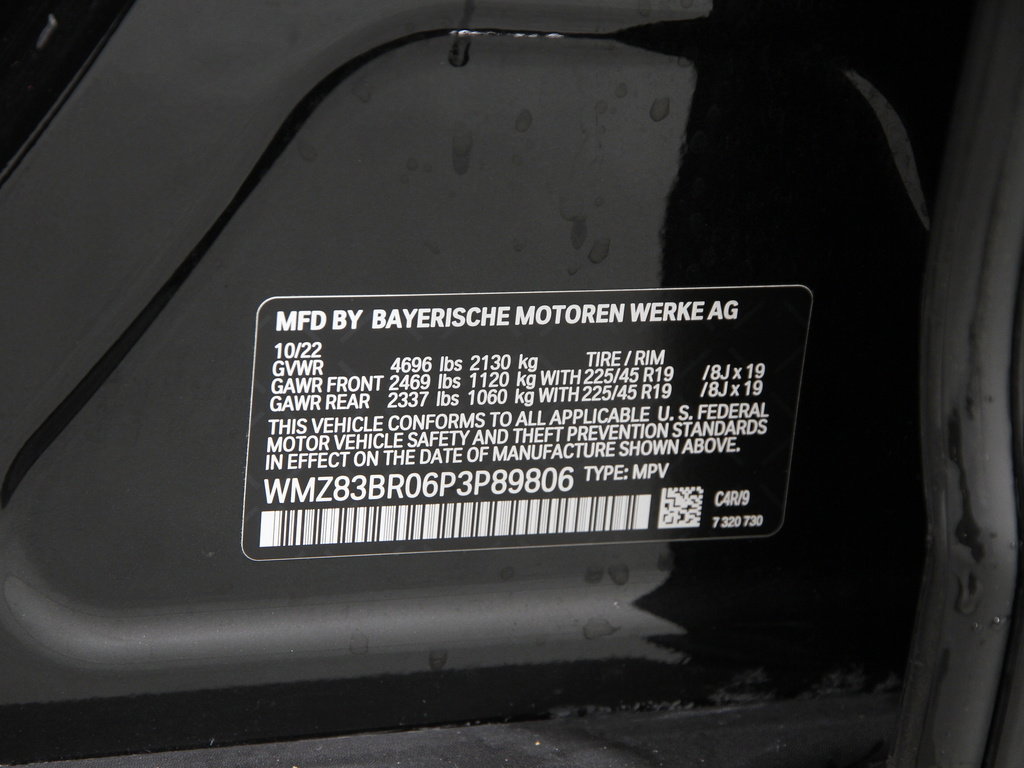 MFD BY BAYERISCHE MOTOREN WERKE AG
10/22
GVWR 4696 lbs 2130 kg TIRE / RIM
GAWR FRONT 2469 lbs 1120 kg WITH 225/45 R19 /8J x 19
GAWR REAR 2337 lbs 1060 kg WITH 225/45 R19 /8J x 19
THIS VEHICLE CONFORMS TO ALL APPLICABLE U. S. FEDERAL
MOTOR VEHICLE SAFETY AND THEFT PREVENTION STANDARDS
IN EFFECT ON THE DATE OF MANUFACTURE SHOWN ABOVE.
WMZ83BR06P3P89806 TYPE: MPV
C4R/9
7 320 730